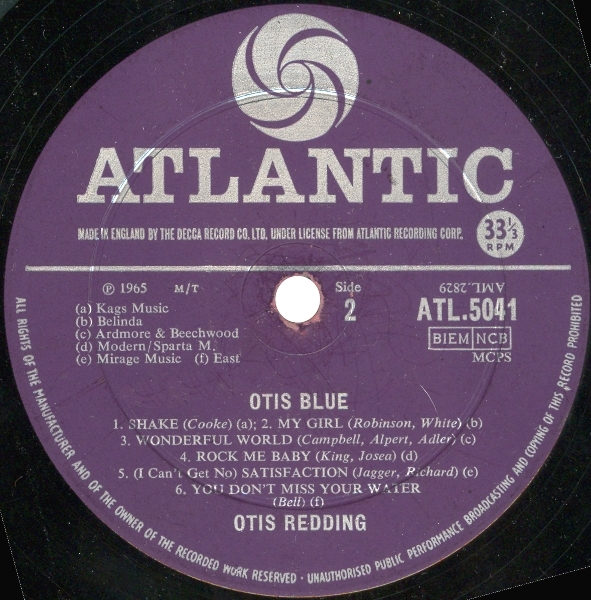 ATLANTIC
MADE IN ENGLAND BY THE DECCA RECORD CO. LTD. UNDER LICENSE FROM ATLANTIC RECORDING CORP.
33⅓
RPM
℗ 1965 M/T
(a) Kags Music
(b) Belinda
(c) Ardmore & Beechwood
(d) Modern/Sparta M.
(e) Mirage Music (f) East
Side
2
AML.2829
ATL.5041
BIEM NCB
MCPS
OTIS BLUE
1. SHAKE (Cooke) (a); 2. MY GIRL (Robinson, White) (b)
3. WONDERFUL WORLD (Campbell, Alpert, Adler) (c)
4. ROCK ME BABY (King, Josea) (d)
5. (I Can't Get No) SATISFACTION (Jagger, Richard) (e)
6. YOU DON'T MISS YOUR WATER
(Bell) (f)
OTIS REDDING
ALL RIGHTS OF THE MANUFACTURER AND OF THE OWNER OF THE RECORDED WORK RESERVED · UNAUTHORISED PUBLIC PERFORMANCE BROADCASTING AND COPYING OF THIS RECORD PROHIBITED